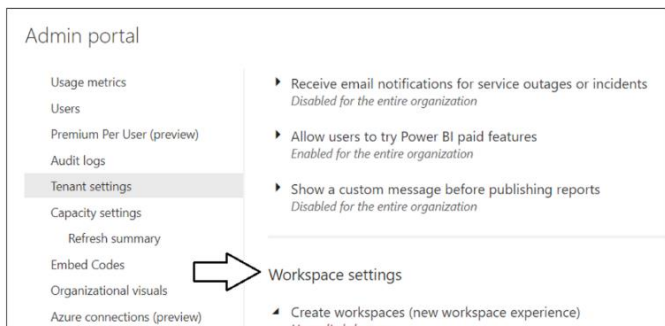 Admin portal
Usage metrics
Users
Premium Per User (preview)
Audit logs
Tenant settings
Capacity settings
Refresh summary
Embed Codes
Organizational visuals
Azure connections (preview)
Receive email notifications for service outages or incidents
Disabled for the entire organization
Allow users to try Power BI paid features
Enabled for the entire organization
Show a custom message before publishing reports
Disabled for the entire organization
Workspace settings
Create workspaces (new workspace experience)